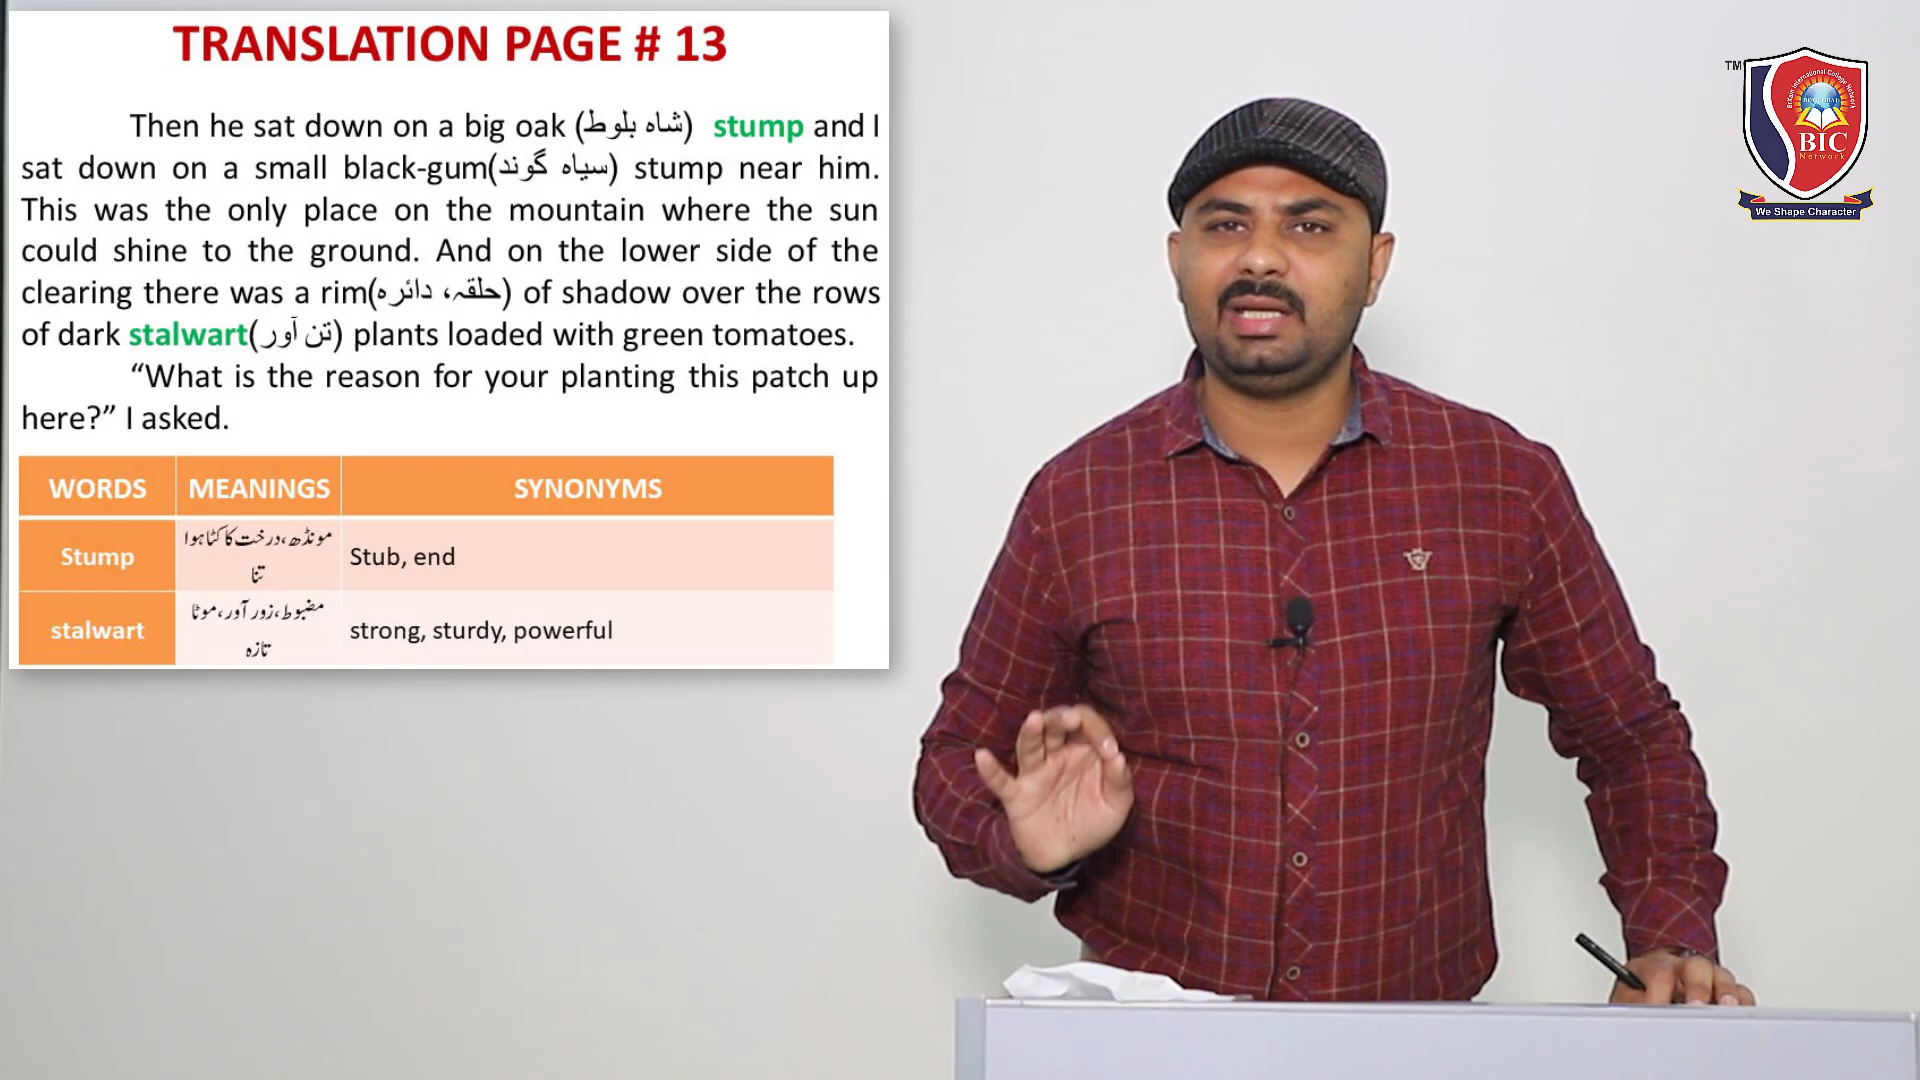 TRANSLATION PAGE # 13
Then he sat down on a big oak (شاہ بلوط) stump and I
sat down on a small black-gum(سیاہ گوند) stump near him.
This was the only place on the mountain where the sun
could shine to the ground. And on the lower side of the
clearing there was a rim(حلقہ، دائرہ) of shadow over the rows
of dark stalwart(تن آور) plants loaded with green tomatoes.
“What is the reason for your planting this patch up
here?” I asked.
WORDS MEANINGS SYNONYMS
Stump مونڈھ،درخت کا کٹا ہوا تنا Stub, end
stalwart مضبوط،زور آور،موٹا تازہ strong, sturdy, powerful
TM
BIC
Network
We Shape Character